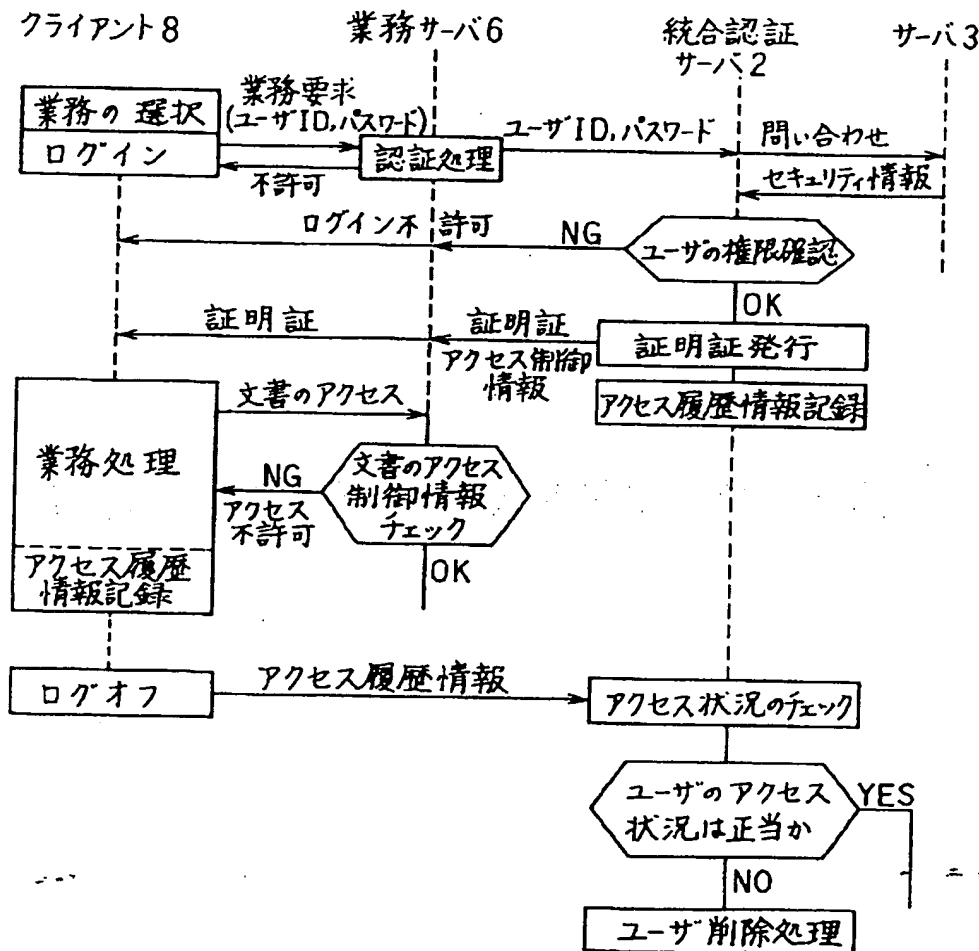 クライアント8
業務サーバ6
統合認証
サーバ2
サーバ3
業務の選択
ログイン
業務要求
(ユーザID,パスワード)
不許可
認証処理
ユーザID,パスワード
問い合わせ
セキュリティ情報
ログイン不許可
NG
ユーザの権限確認
OK
証明証
証明証
アクセス制御
情報
証明証発行
アクセス履歴情報記録
文書のアクセス
業務処理
NG
アクセス
不許可
文書のアクセス
制御情報
チェック
OK
アクセス履歴
情報記録
ログオフ
アクセス履歴情報
アクセス状況のチェック
ユーザのアクセス
状況は正当か
YES
NO
ユーザ削除処理